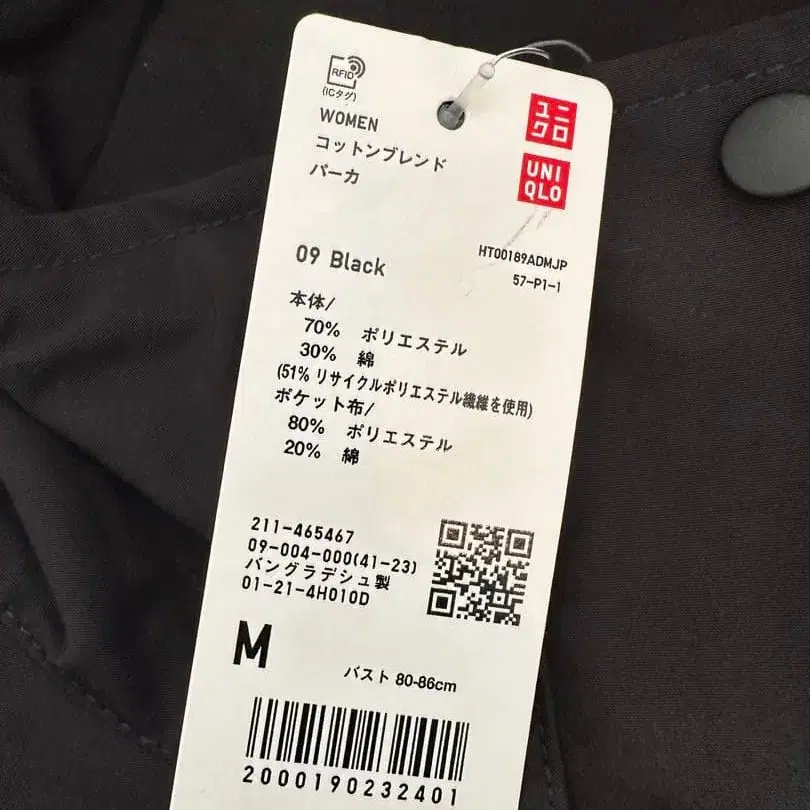 RFID
(ICタグ)
ユニ
クロ
UNI
QLO
WOMEN
コットンブレンド
パーカ
09 Black
HT00189ADMJP
57-P1-1
本体/
70% ポリエステル
30% 綿
(51% リサイクルポリエステル繊維を使用)
ポケット布/
80% ポリエステル
20% 綿
211-465467
09-004-000(41-23)
バングラデシュ製
01-21-4H010D
M
バスト 80-86cm
2000190232401